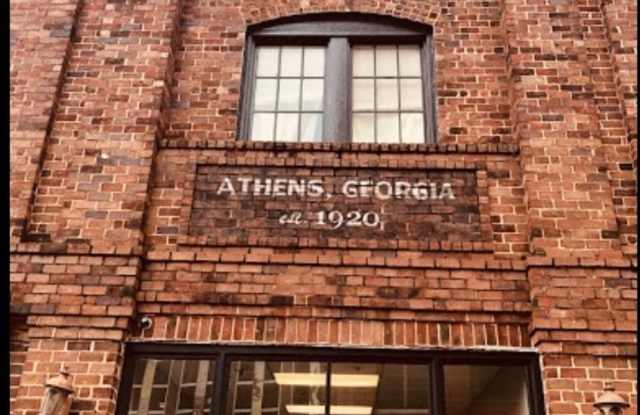 ATHENS, GEORGIA
est. 1920